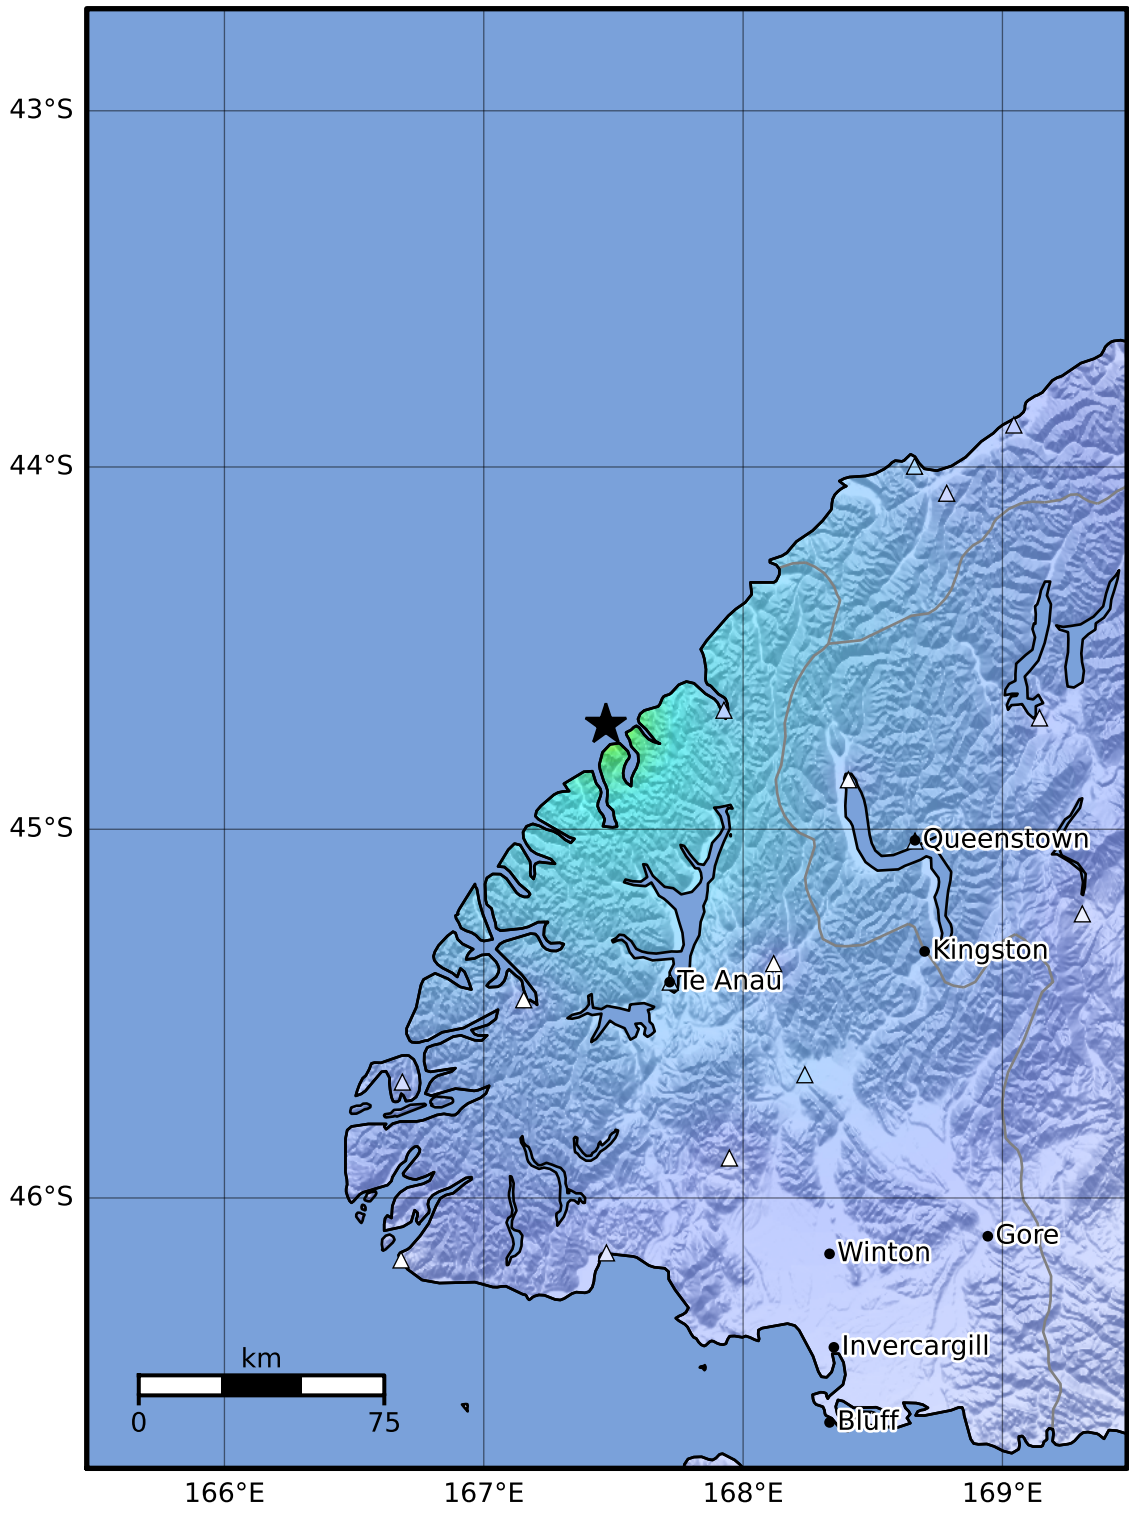 43°S
44°S
45°S
Queenstown
Kingston
Te Anau
46°S
Gore
Winton
Invercargill
km
0 75
Bluff
166°E 167°E 168°E 169°E